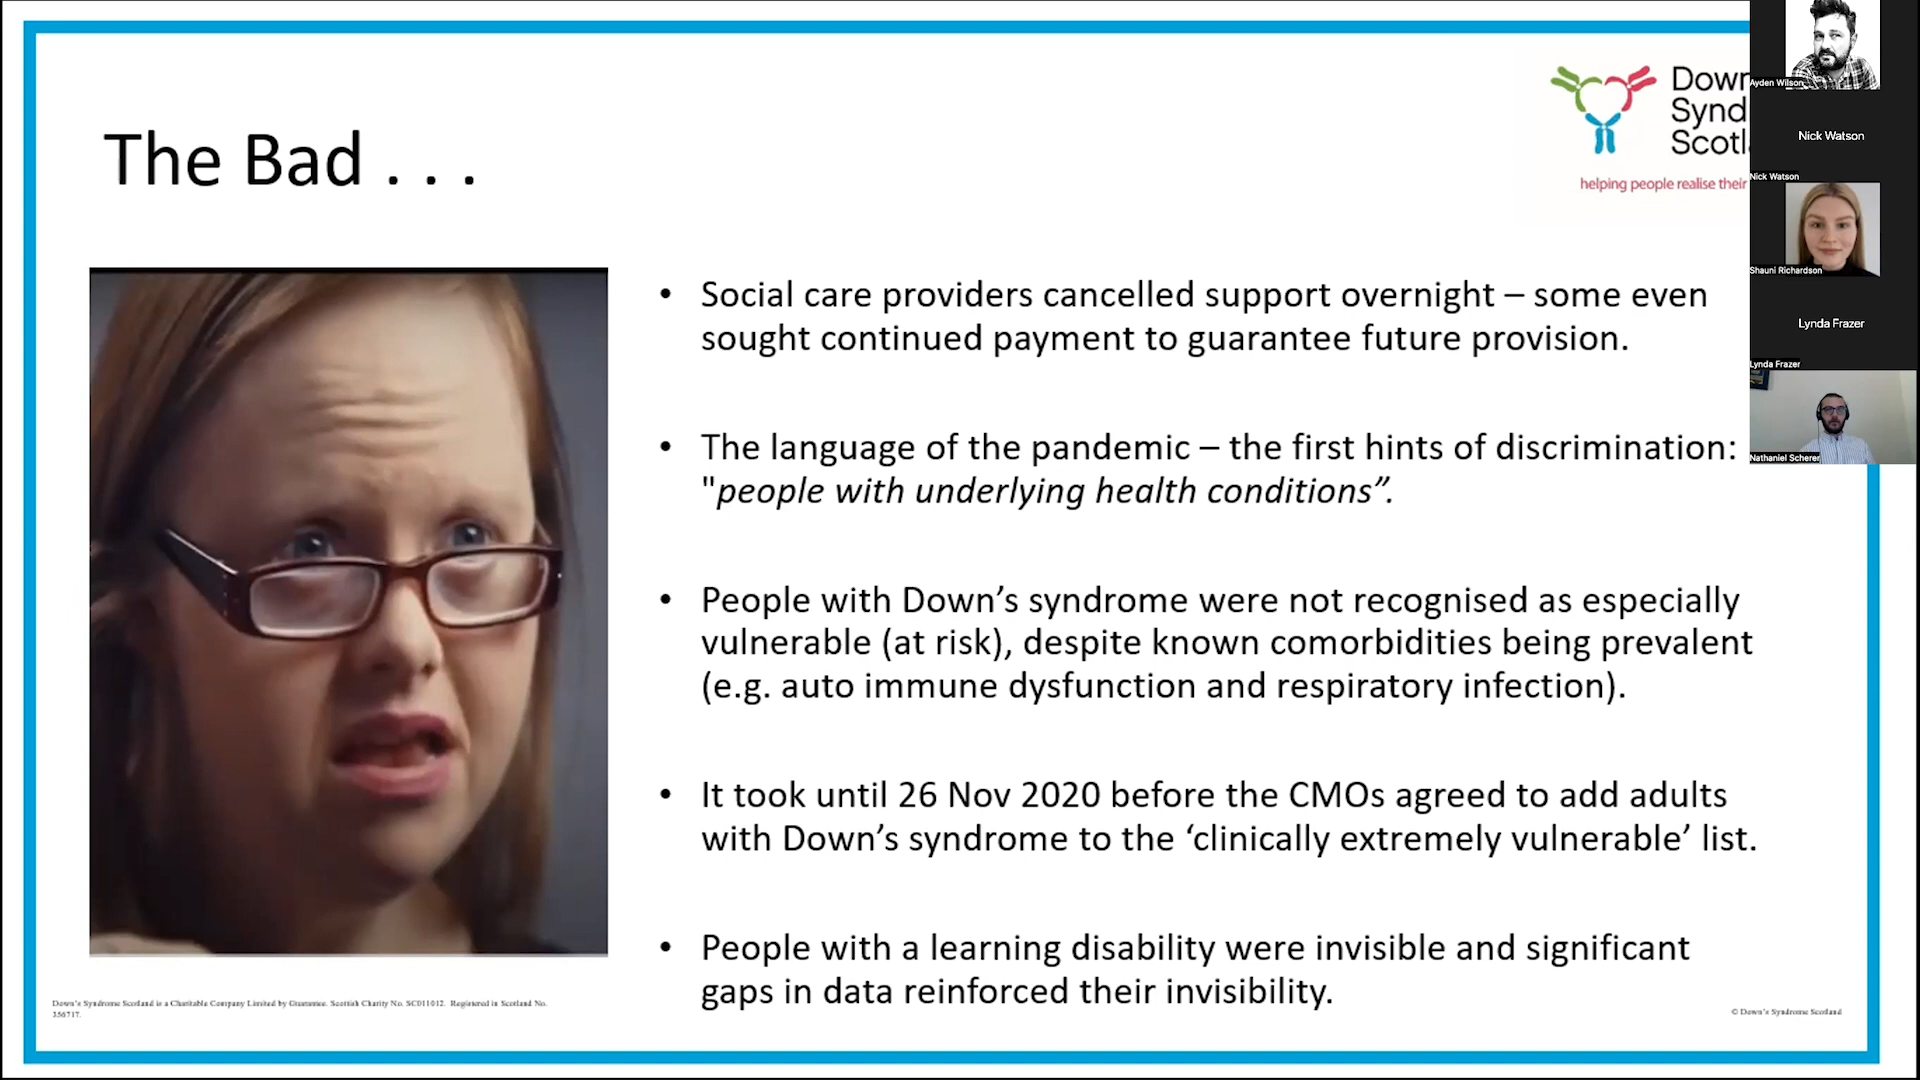 The Bad . . .
Down
Synd
Scotl
helping people realise their
• Social care providers cancelled support overnight – some even
sought continued payment to guarantee future provision.
• The language of the pandemic – the first hints of discrimination:
"people with underlying health conditions”.
• People with Down’s syndrome were not recognised as especially
vulnerable (at risk), despite known comorbidities being prevalent
(e.g. auto immune dysfunction and respiratory infection).
• It took until 26 Nov 2020 before the CMOs agreed to add adults
with Down’s syndrome to the ‘clinically extremely vulnerable’ list.
• People with a learning disability were invisible and significant
gaps in data reinforced their invisibility.
Down's Syndrome Scotland is a Charitable Company Limited by Guarantee. Scottish Charity No. SC011012. Registered in Scotland No.
356717.
© Down's Syndrome Scotland
Ayden Wilson
Nick Watson
Nick Watson
Shauni Richardson
Lynda Frazer
Lynda Frazer
Nathaniel Scherer